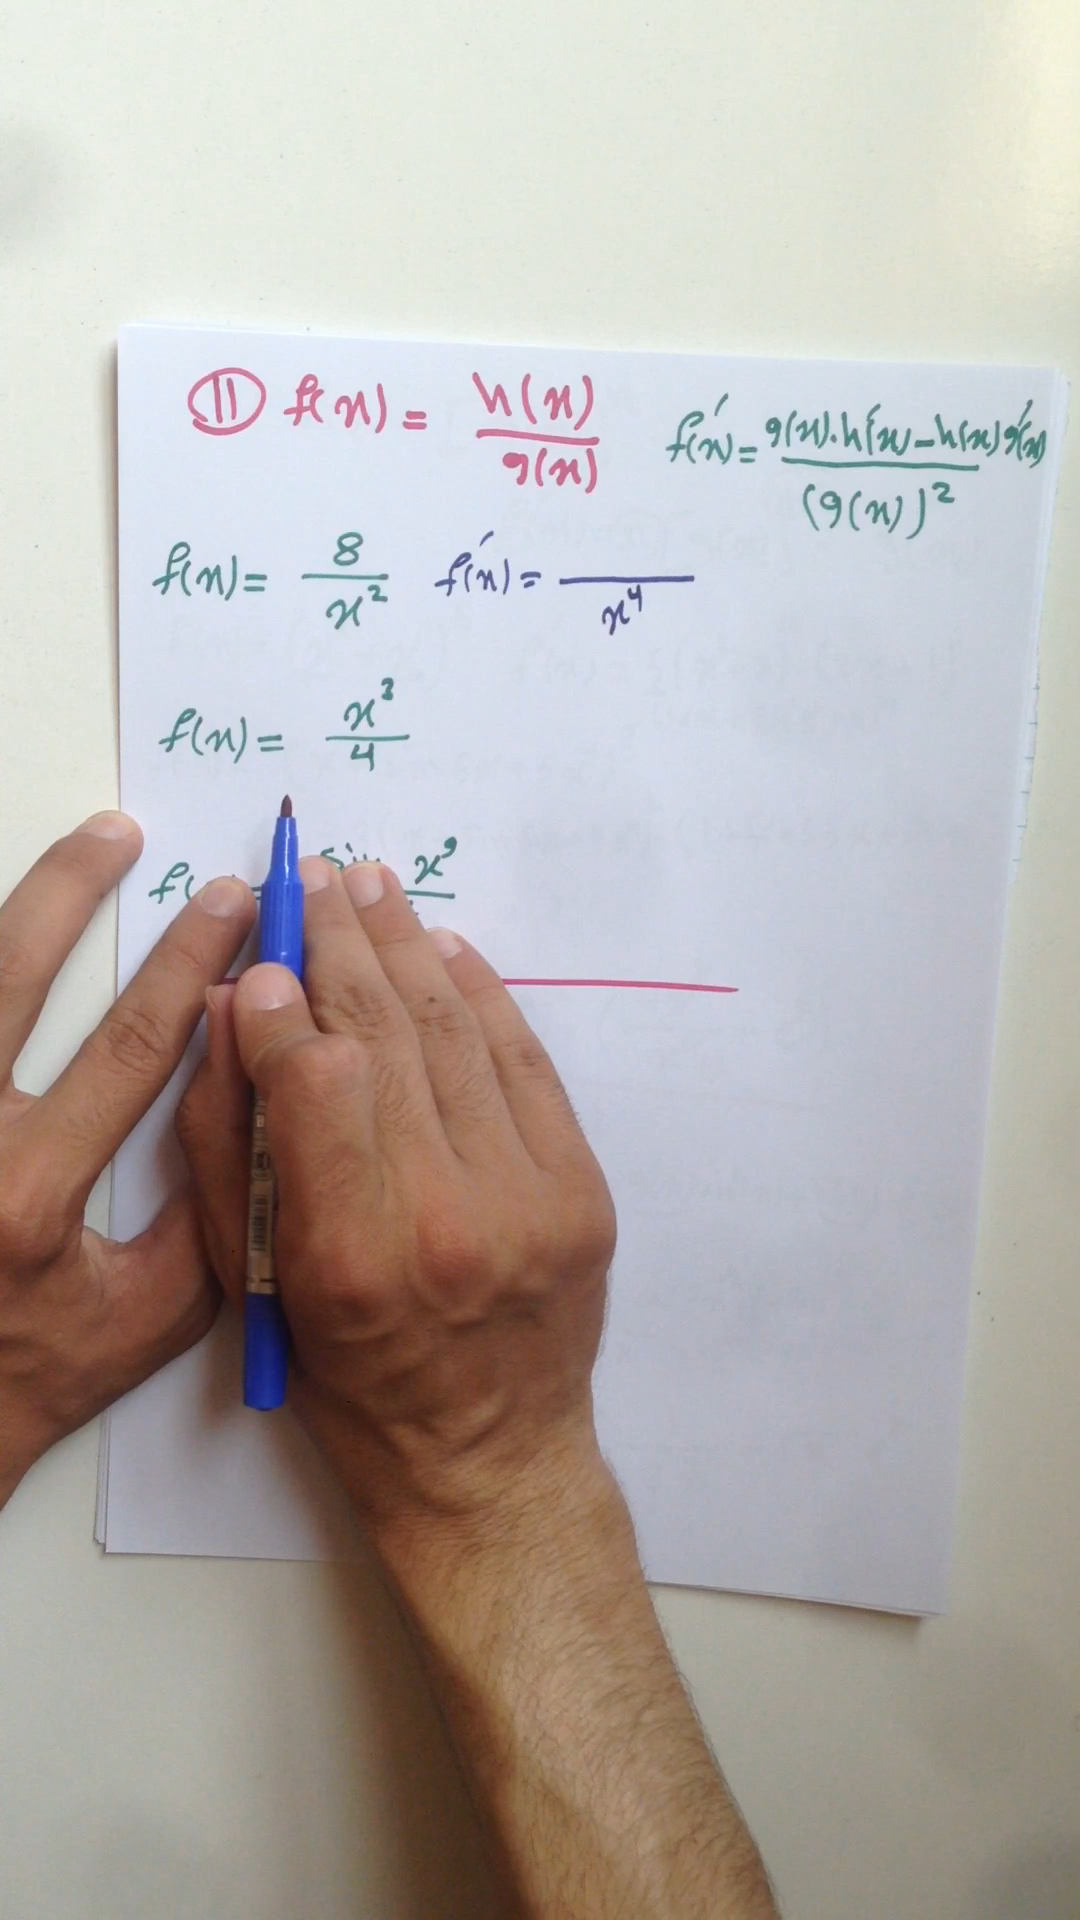 ⑪ f(x) = h(x)/g(x) f'(x) = g(x).h'(x) - h(x)g'(x)/(g(x))²
f(x) = 8/x² f'(x) = /x⁴
f(x) = x³/4
f( x⁹